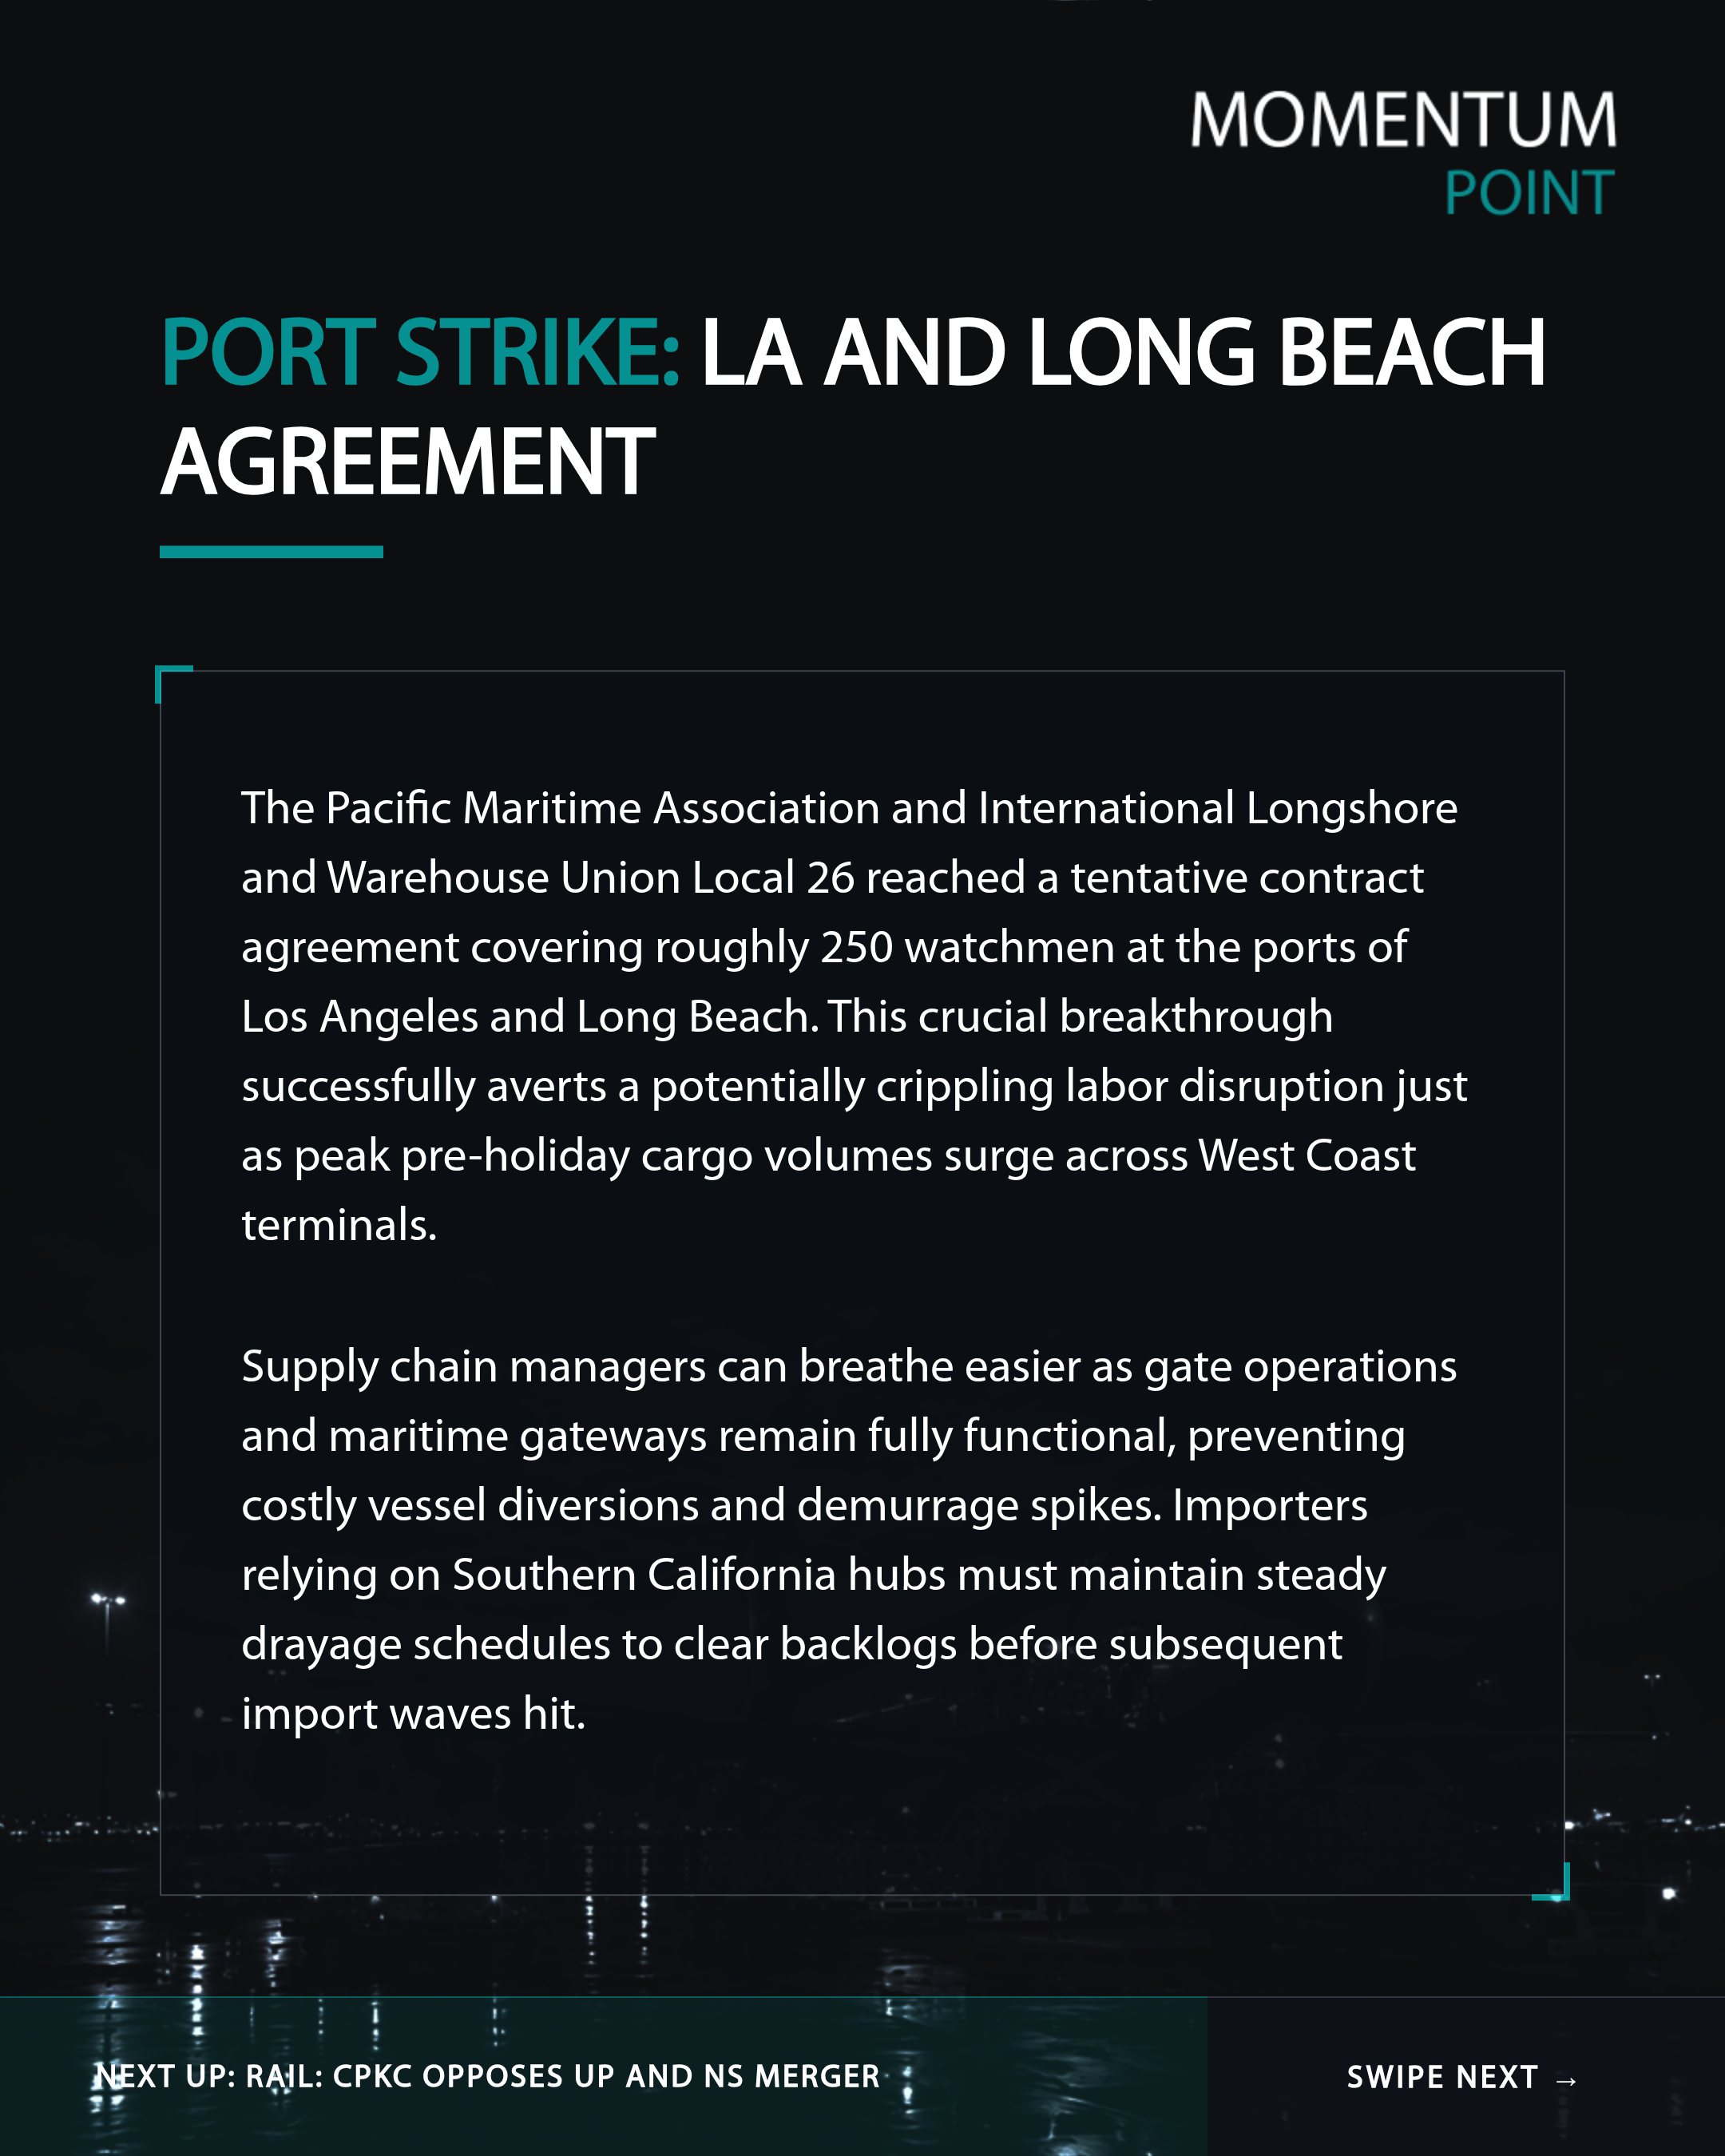 MOMENTUM
POINT
PORT STRIKE: LA AND LONG BEACH
AGREEMENT
The Pacific Maritime Association and International Longshore
and Warehouse Union Local 26 reached a tentative contract
agreement covering roughly 250 watchmen at the ports of
Los Angeles and Long Beach. This crucial breakthrough
successfully averts a potentially crippling labor disruption just
as peak pre-holiday cargo volumes surge across West Coast
terminals.
Supply chain managers can breathe easier as gate operations
and maritime gateways remain fully functional, preventing
costly vessel diversions and demurrage spikes. Importers
relying on Southern California hubs must maintain steady
drayage schedules to clear backlogs before subsequent
import waves hit.
NEXT UP: RAIL: CPKC OPPOSES UP AND NS MERGER
SWIPE NEXT →